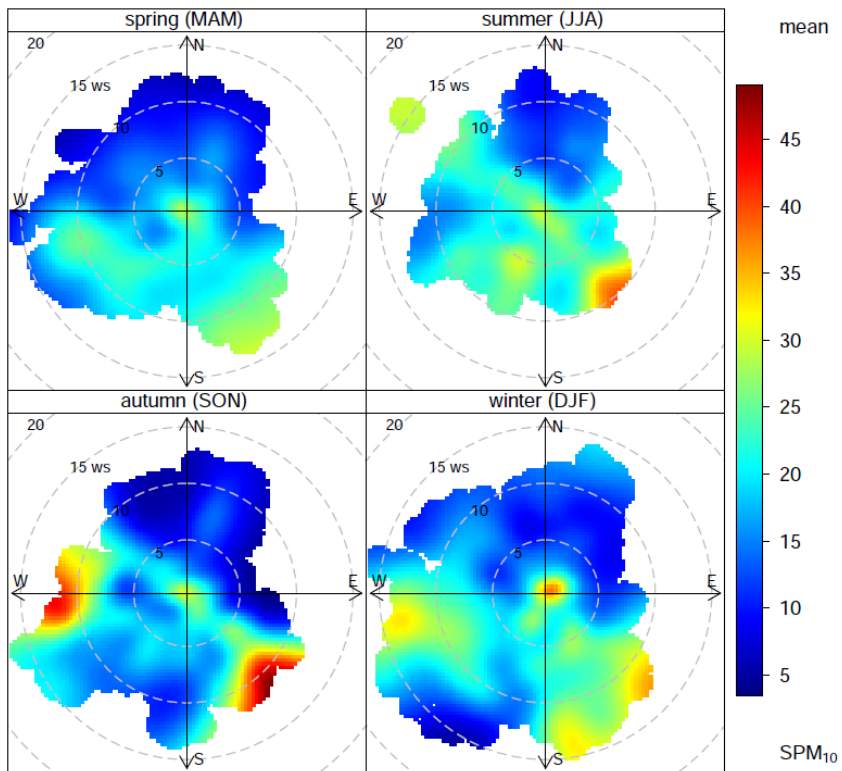 spring (MAM)
summer (JJA)
mean
20
N
15 ws
10
5
W
E
S
20
N
15 ws
10
5
W
E
S
45
40
35
30
25
20
15
10
5
autumn (SON)
winter (DJF)
20
N
15 ws
10
5
W
E
S
20
N
15 ws
10
5
W
E
S
SPM₁₀